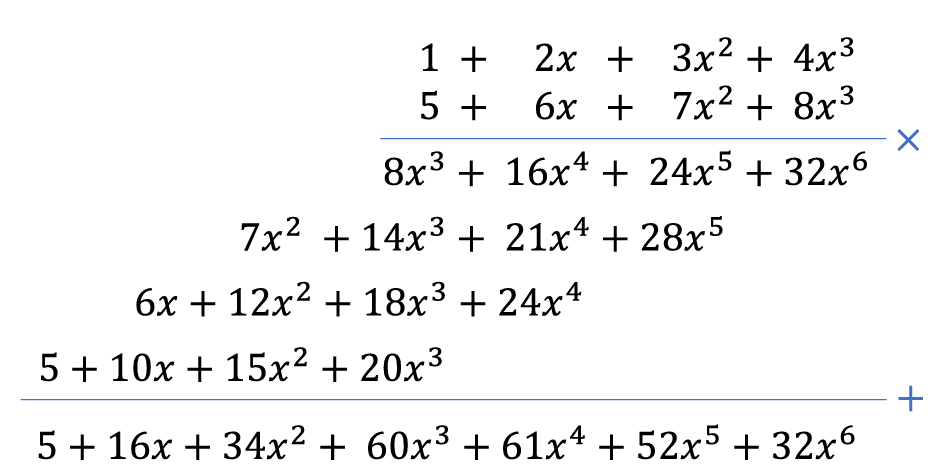 1 + 2x + 3x² + 4x³
5 + 6x + 7x² + 8x³
×
8x³ + 16x⁴ + 24x⁵ + 32x⁶
7x² + 14x³ + 21x⁴ + 28x⁵
6x + 12x² + 18x³ + 24x⁴
5 + 10x + 15x² + 20x³
+
5 + 16x + 34x² + 60x³ + 61x⁴ + 52x⁵ + 32x⁶